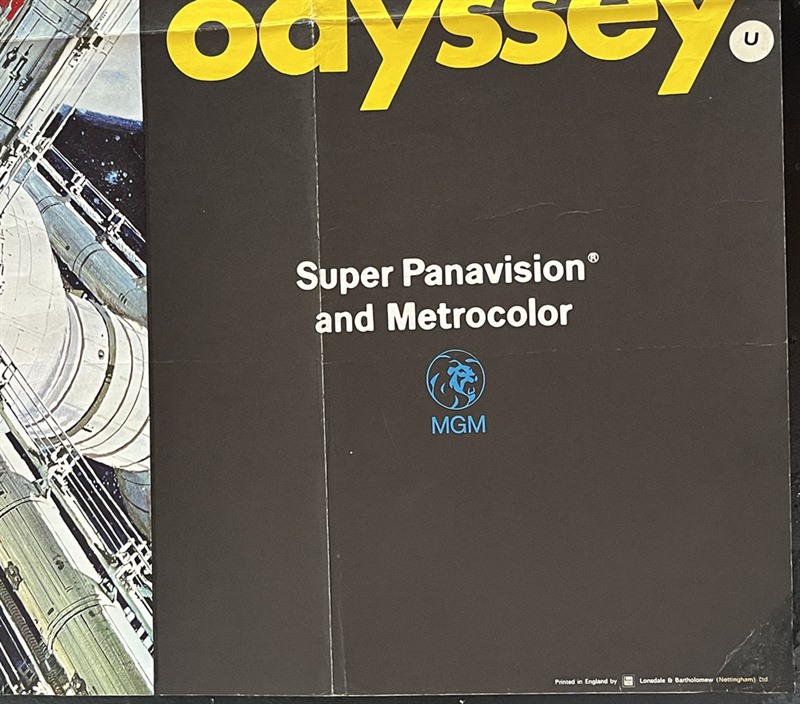 odyssey
U
Super Panavision®
and Metrocolor
MGM
Printed in England by Lonsdale & Bartholomew (Nottingham) Ltd